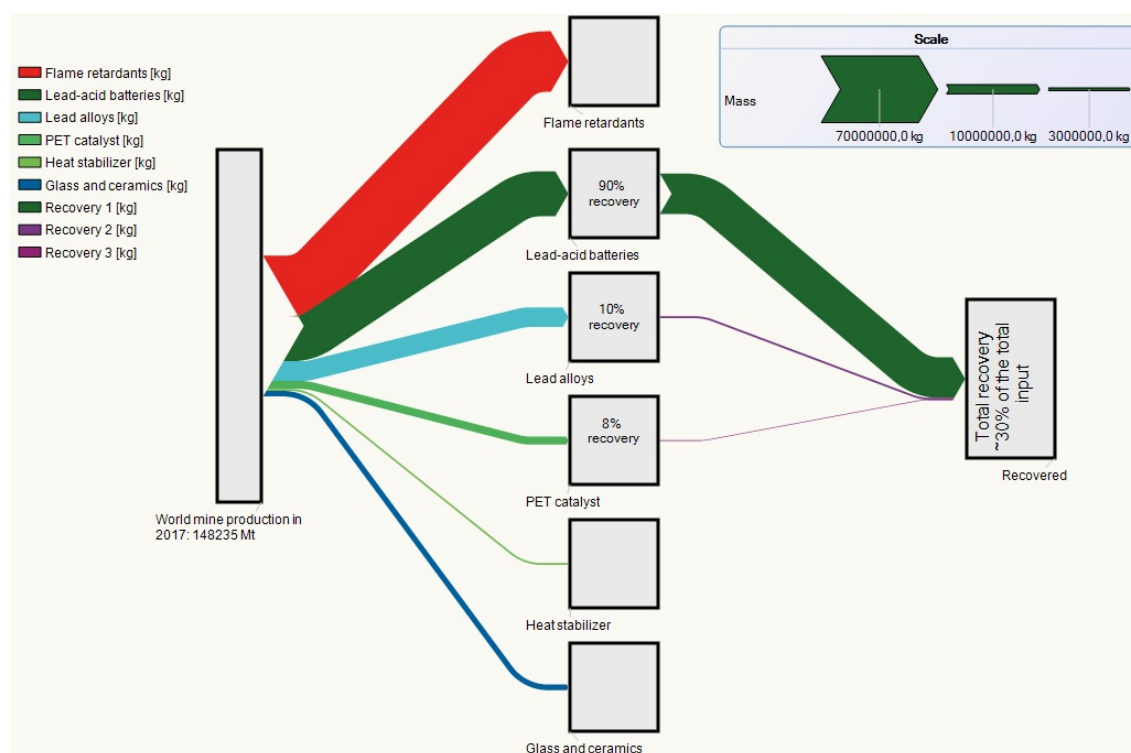 Flame retardants [kg]
Lead-acid batteries [kg]
Lead alloys [kg]
PET catalyst [kg]
Heat stabilizer [kg]
Glass and ceramics [kg]
Recovery 1 [kg]
Recovery 2 [kg]
Recovery 3 [kg]
World mine production in
2017: 148235 Mt
Flame retardants
90%
recovery
Lead-acid batteries
10%
recovery
Lead alloys
8%
recovery
PET catalyst
Heat stabilizer
Glass and ceramics
Scale
Mass
70000000,0 kg
10000000,0 kg
3000000,0 kg
Total recovery
~30% of the total
input
Recovered